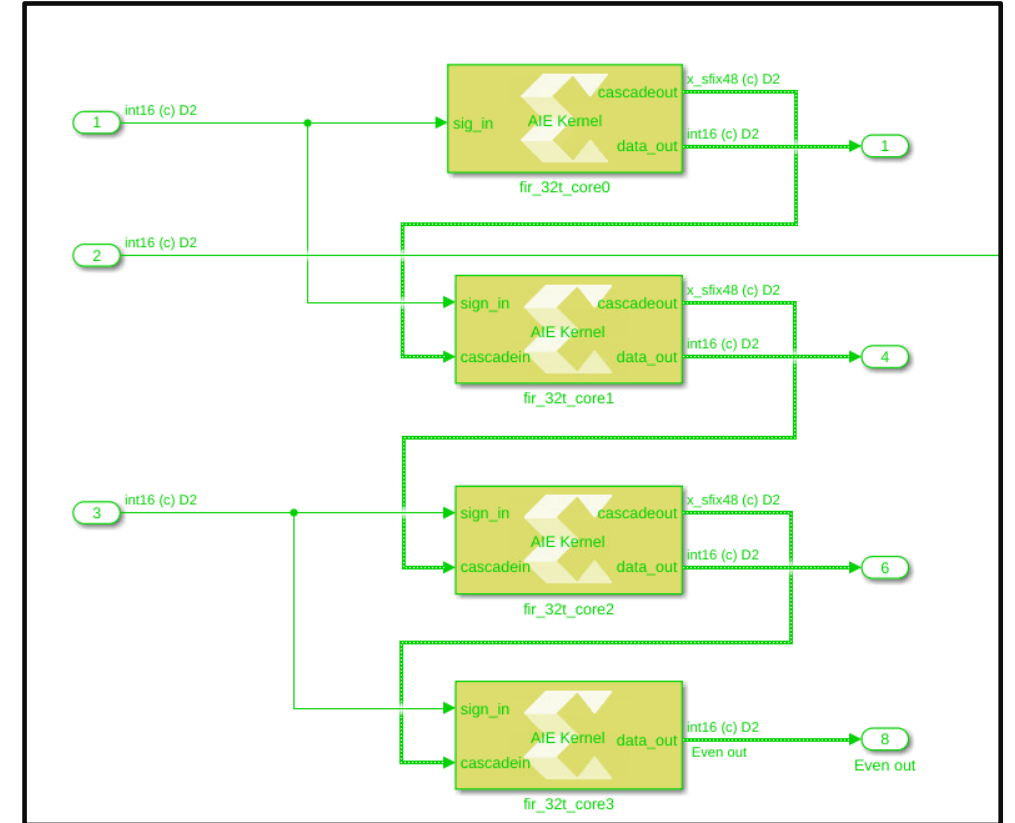 x_sfix48 (c) D2
int16 (c) D2
cascadeout
1
sig_in
AIE Kernel
int16 (c) D2
data_out
1
fir_32t_core0
int16 (c) D2
2
x_sfix48 (c) D2
sign_in
cascadeout
AIE Kernel
int16 (c) D2
cascadein
data_out
4
fir_32t_core1
int16 (c) D2
3
x_sfix48 (c) D2
sign_in
cascadeout
AIE Kernel
int16 (c) D2
cascadein
data_out
6
fir_32t_core2
sign_in
AIE Kernel
int16 (c) D2
data_out
Even out
8
Even out
cascadein
fir_32t_core3